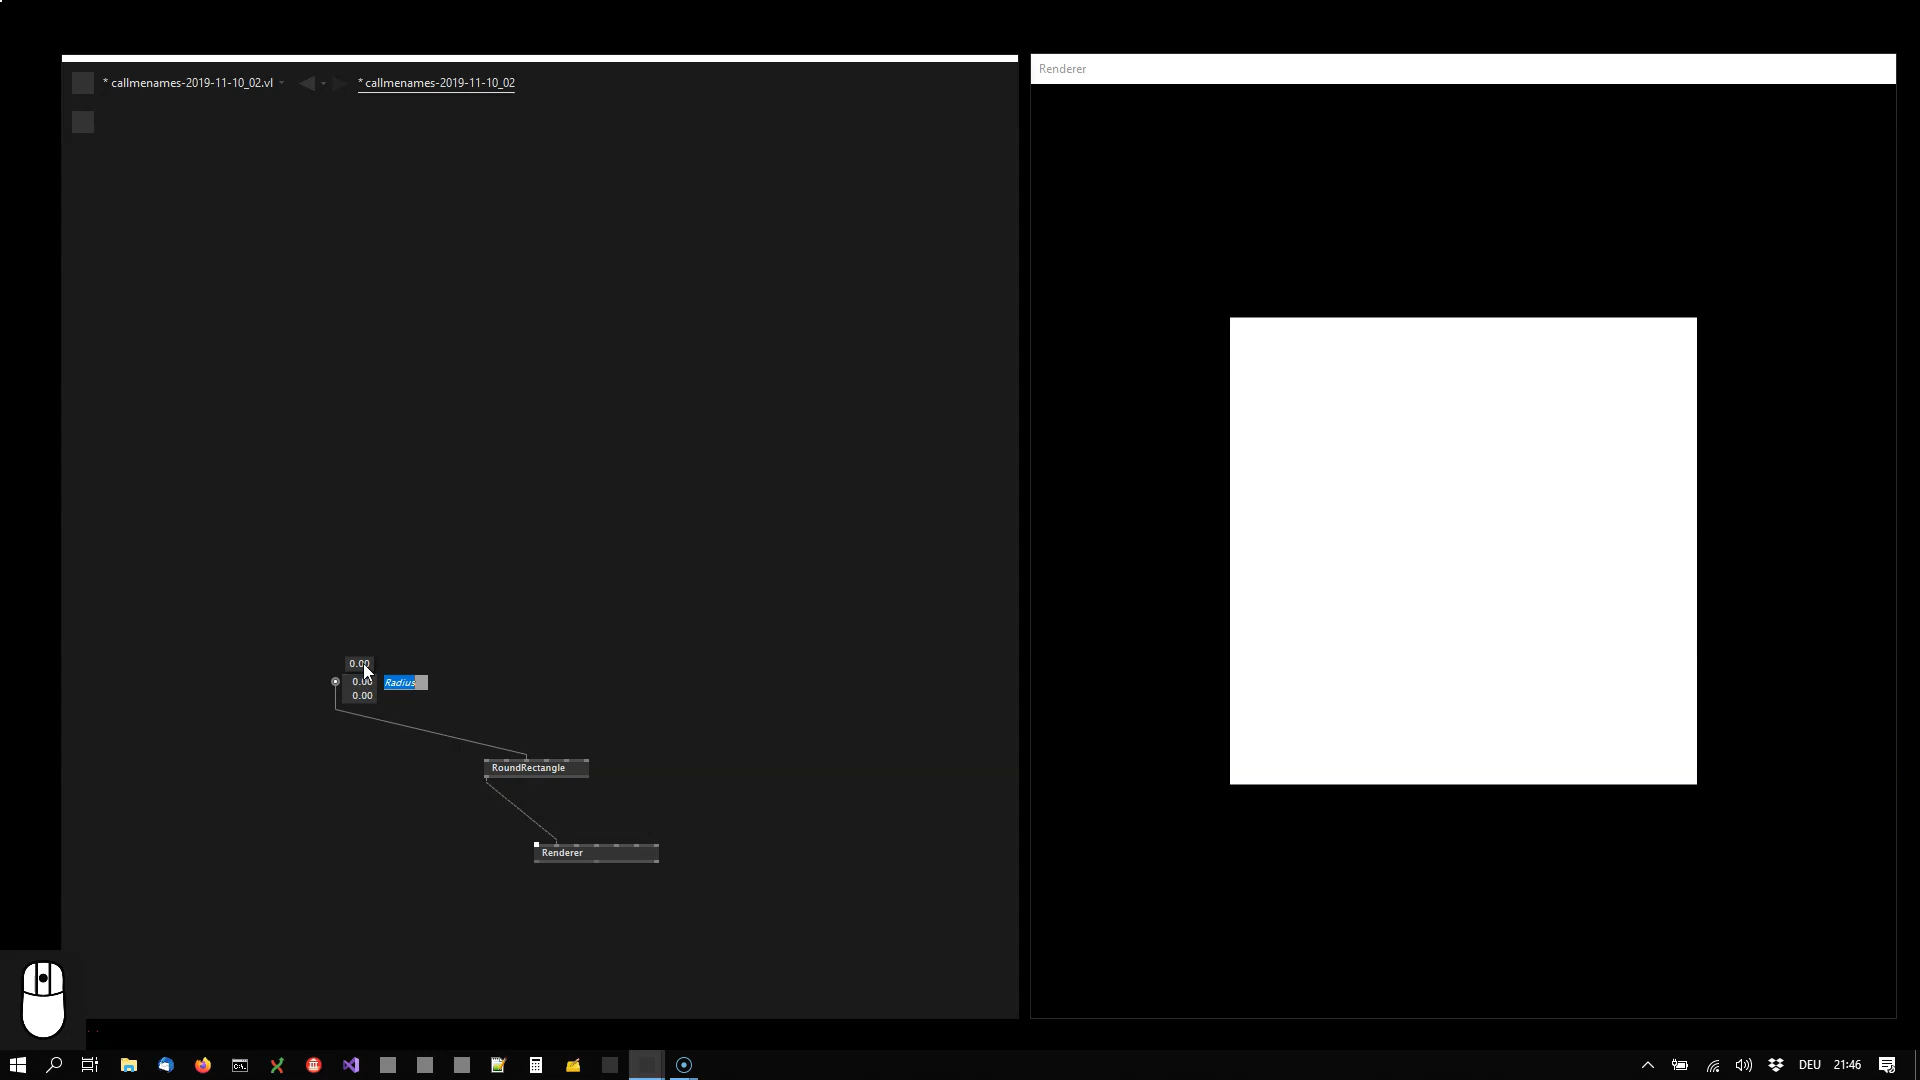 * callmenames-2019-11-10_02.vl
* callmenames-2019-11-10_02
Renderer
0.00
0.00
Radius
0.00
RoundRectangle
Renderer
DEU
21:46